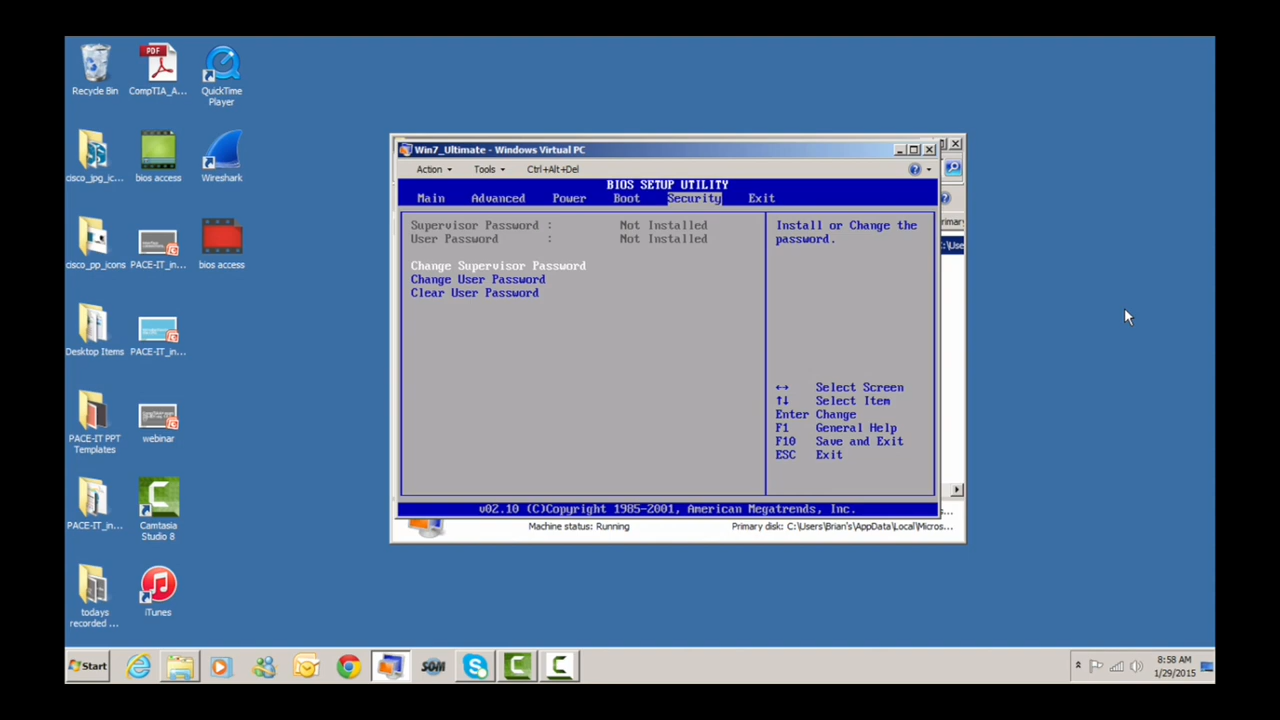 Recycle Bin
PDF
CompTIA_A...
QuickTime
Player
cisco_jpg_ic...
bios access
Wireshark
cisco_pp_icons
PACE-IT_in...
bios access
Desktop Items
PACE-IT_in...
PACE-IT PPT
Templates
webinar
PACE-IT_in...
Camtasia
Studio 8
todays
recorded ...
iTunes
Win7_Ultimate - Windows Virtual PC
Action
Tools
Ctrl+Alt+Del
BIOS SETUP UTILITY
Main Advanced Power Boot Security Exit
Supervisor Password : Not Installed
User Password : Not Installed
Change Supervisor Password
Change User Password
Clear User Password
Install or Change the
password.
↔ Select Screen
↑↓ Select Item
Enter Change
F1 General Help
F10 Save and Exit
ESC Exit
v02.10 (C)Copyright 1985-2001, American Megatrends, Inc.
Machine status: Running
Primary disk: C:\Users\Brian's\AppData\Local\Micros...
Start
SOM
8:58 AM
1/29/2015